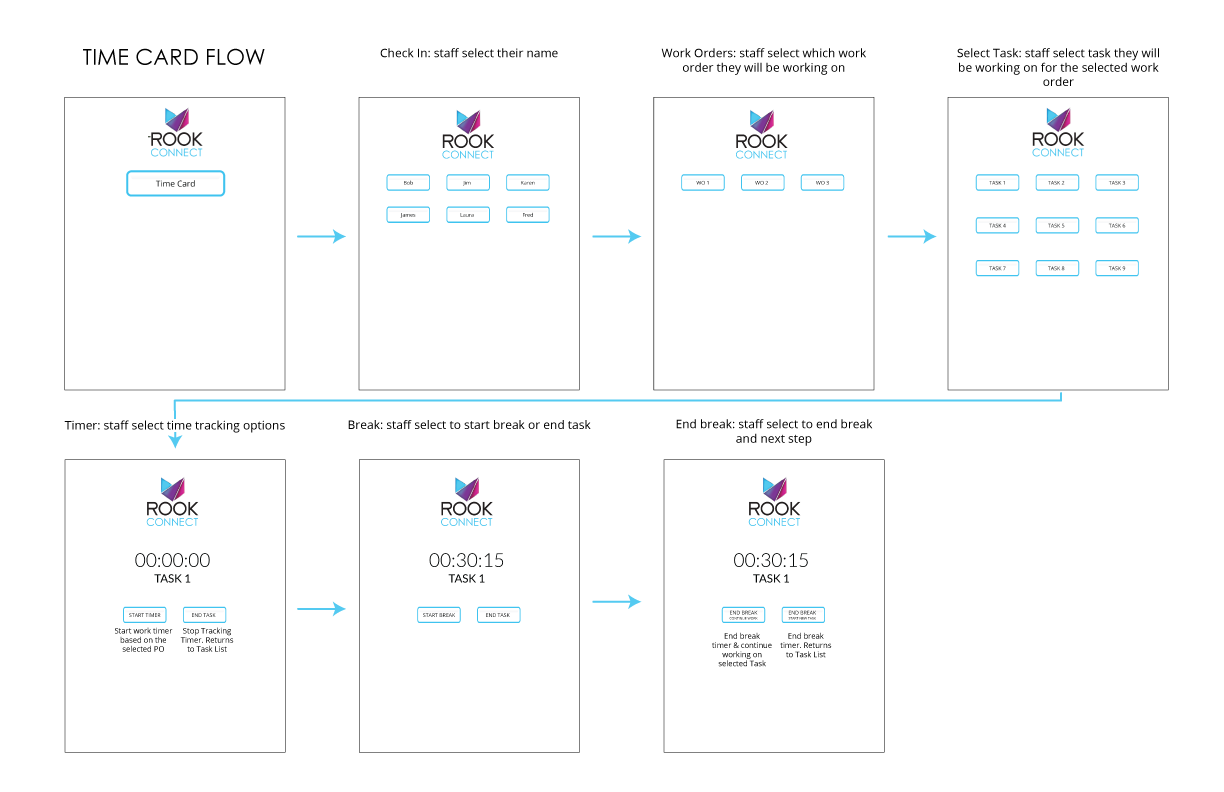 TIME CARD FLOW
Check In: staff select their name
Work Orders: staff select which work
order they will be working on
Select Task: staff select task they will
be working on for the selected work
order
ROOK
CONNECT
Time Card
ROOK
CONNECT
Bob
Jim
Karen
James
Laura
Fred
ROOK
CONNECT
WO 1
WO 2
WO 3
ROOK
CONNECT
TASK 1
TASK 2
TASK 3
TASK 4
TASK 5
TASK 6
TASK 7
TASK 8
TASK 9
Timer: staff select time tracking options
Break: staff select to start break or end task
End break: staff select to end break
and next step
ROOK
CONNECT
00:00:00
TASK 1
START TIMER
END TASK
Start work timer
based on the
selected PO
Stop Tracking
Timer. Returns
to Task List
ROOK
CONNECT
00:30:15
TASK 1
START BREAK
END TASK
ROOK
CONNECT
00:30:15
TASK 1
END BREAK
CONTINUE WORK
END BREAK
START NEW TASK
End break
timer & continue
working on
selected Task
End break
timer. Returns
to Task List